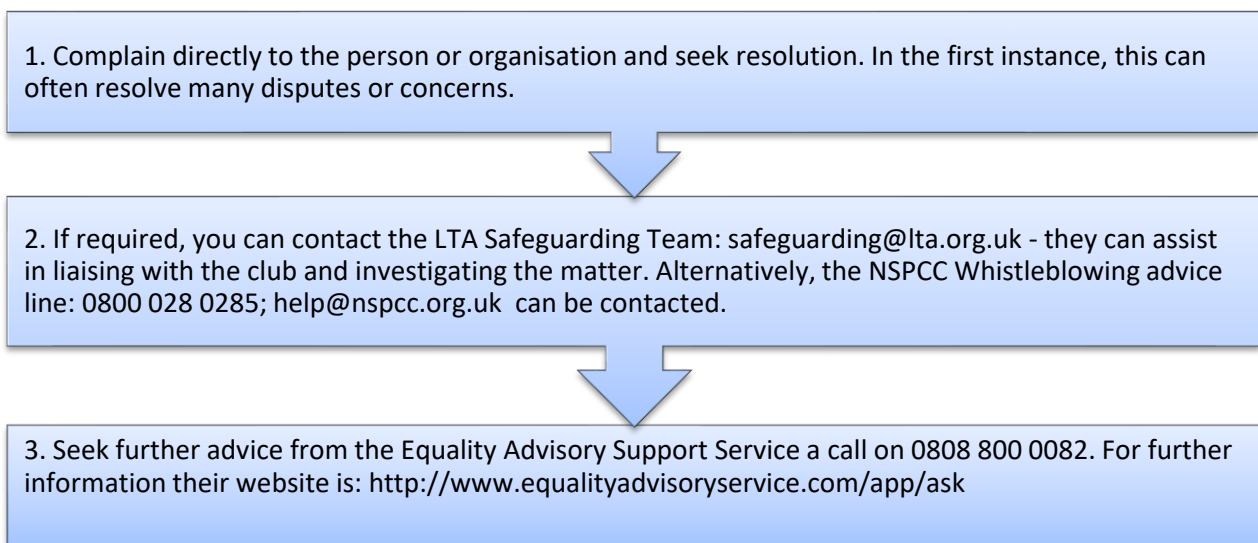 1. Complain directly to the person or organisation and seek resolution. In the first instance, this can
often resolve many disputes or concerns.
2. If required, you can contact the LTA Safeguarding Team: safeguarding@lta.org.uk - they can assist
in liaising with the club and investigating the matter. Alternatively, the NSPCC Whistleblowing advice
line: 0800 028 0285; help@nspcc.org.uk  can be contacted.
3. Seek further advice from the Equality Advisory Support Service a call on 0808 800 0082. For further
information their website is: http://www.equalityadvisoryservice.com/app/ask